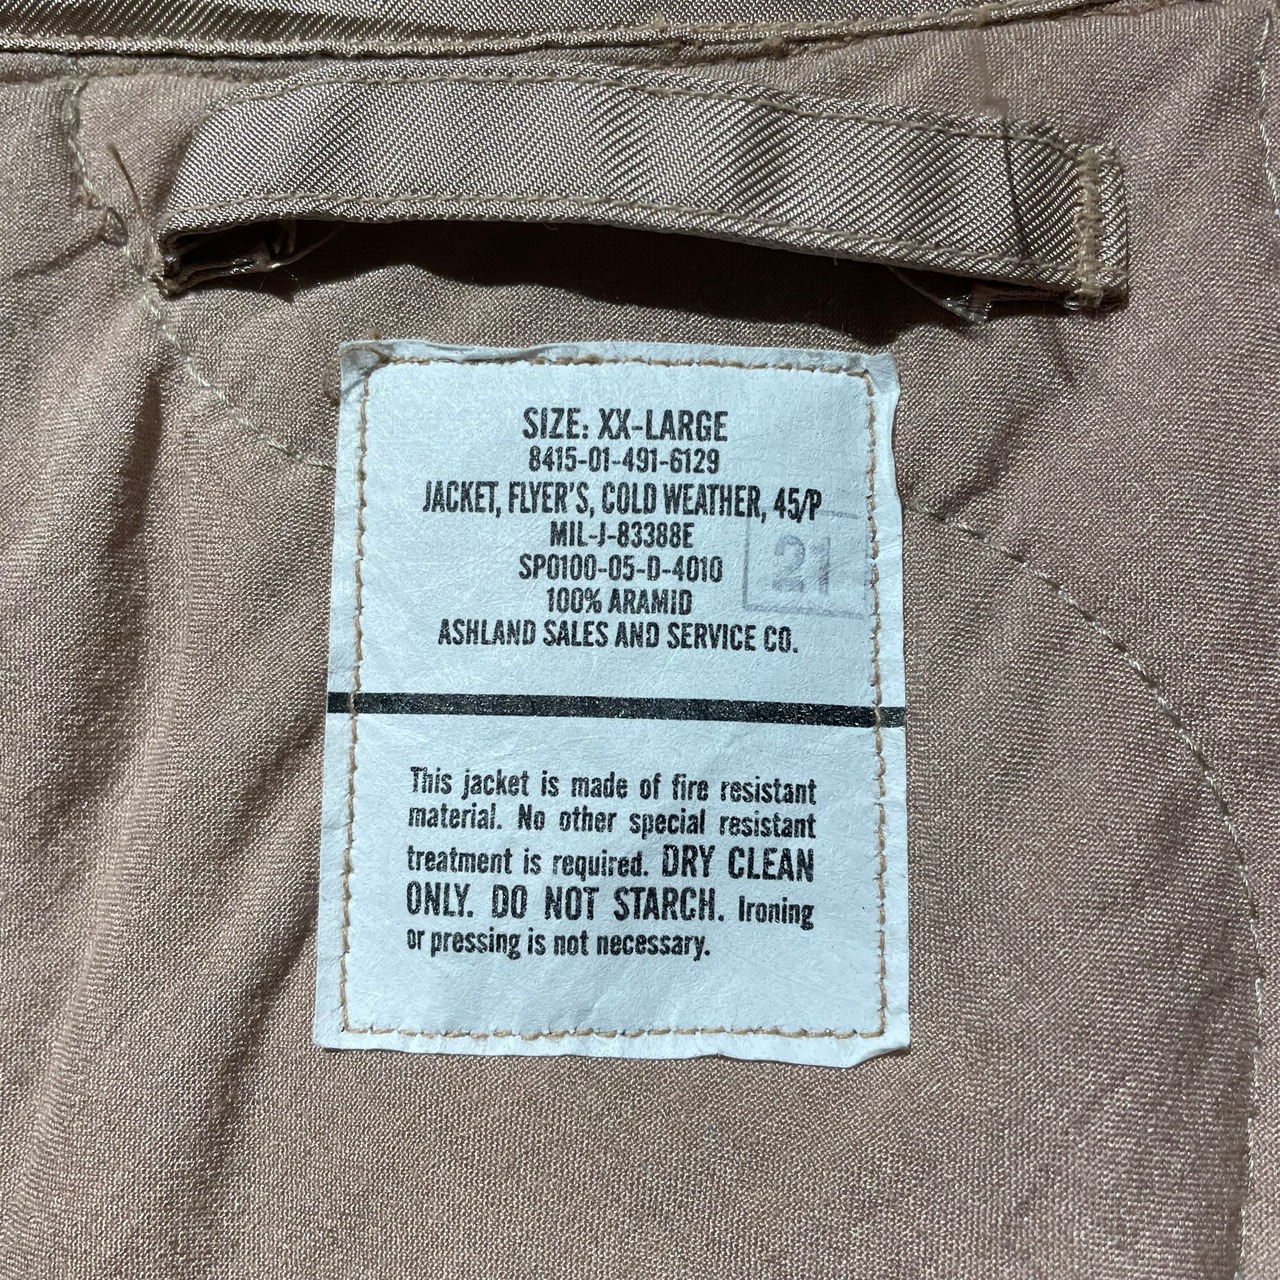 SIZE: XX-LARGE
8415-01-491-6129
JACKET, FLYER'S, COLD WEATHER, 45/P
MIL-J-83388E
SP0100-05-D-4010
100% ARAMID
ASHLAND SALES AND SERVICE CO.
21
This jacket is made of fire resistant
material. No other special resistant
treatment is required. DRY CLEAN
ONLY. DO NOT STARCH. Ironing
or pressing is not necessary.